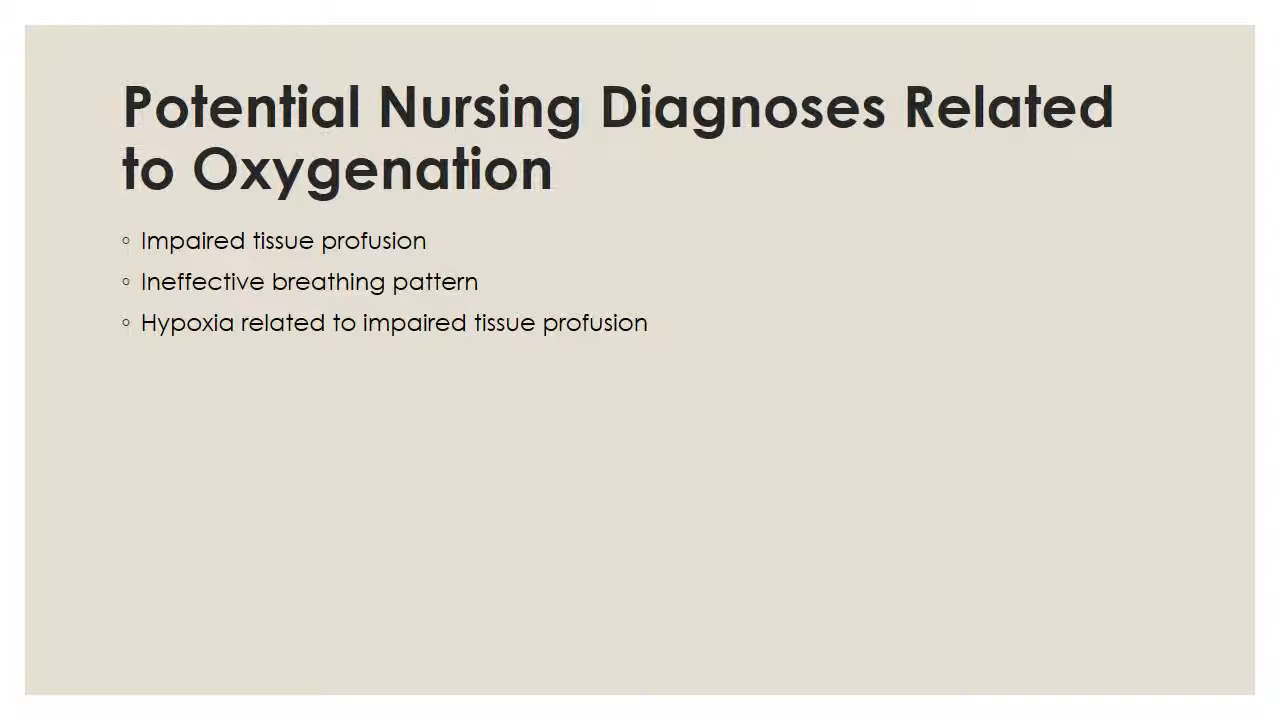 Potential Nursing Diagnoses Related
to Oxygenation
◦ Impaired tissue profusion
◦ Ineffective breathing pattern
◦ Hypoxia related to impaired tissue profusion